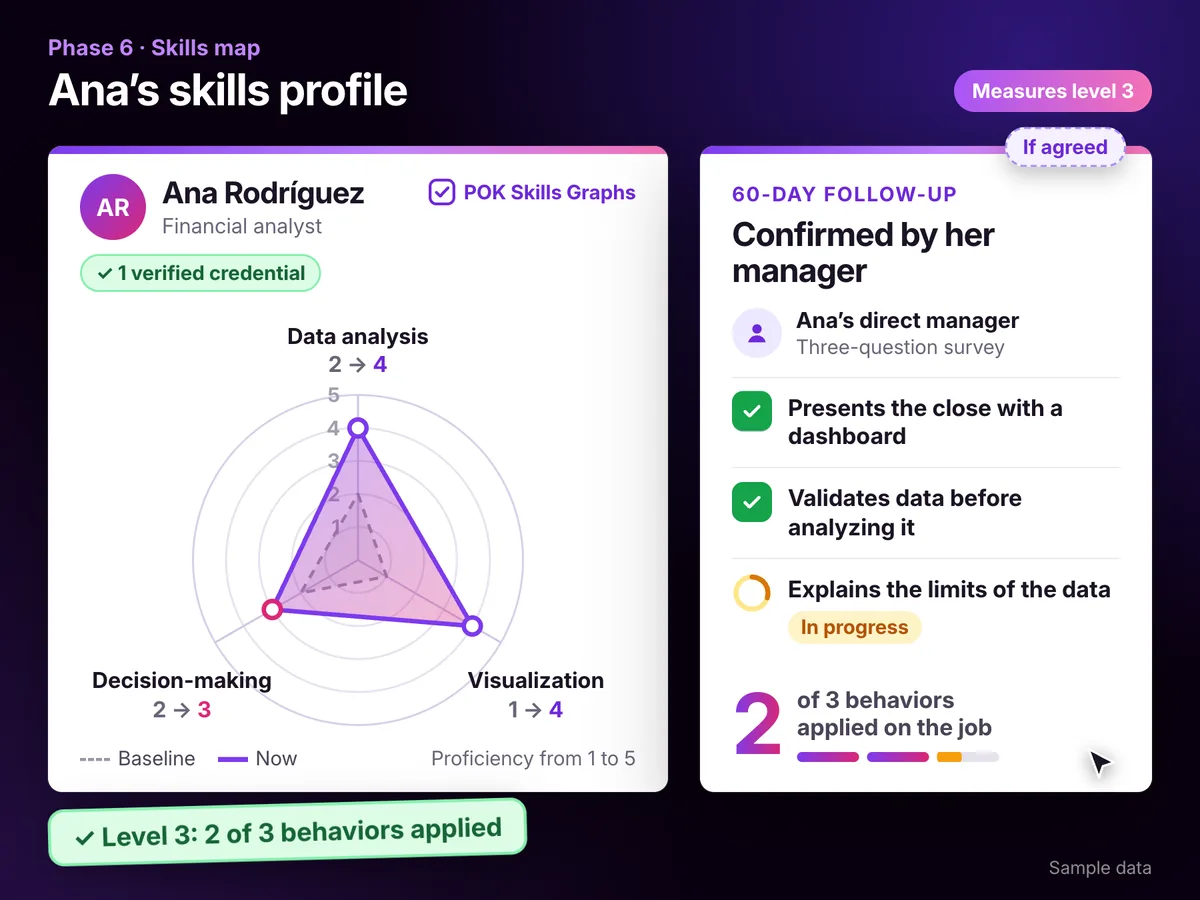 Phase 6 · Skills map
Ana’s skills profile
Measures level 3
AR
Ana Rodríguez
Financial analyst
POK Skills Graphs
1 verified credential
Data analysis
2 → 4
5
4
3
2
1
Decision-making
2 → 3
Visualization
1 → 4
Baseline
Now
Proficiency from 1 to 5
If agreed
60-DAY FOLLOW-UP
Confirmed by her
manager
Ana’s direct manager
Three-question survey
Presents the close with a
dashboard
Validates data before
analyzing it
Explains the limits of the data
In progress
2
of 3 behaviors
applied on the job
Level 3: 2 of 3 behaviors applied
Sample data